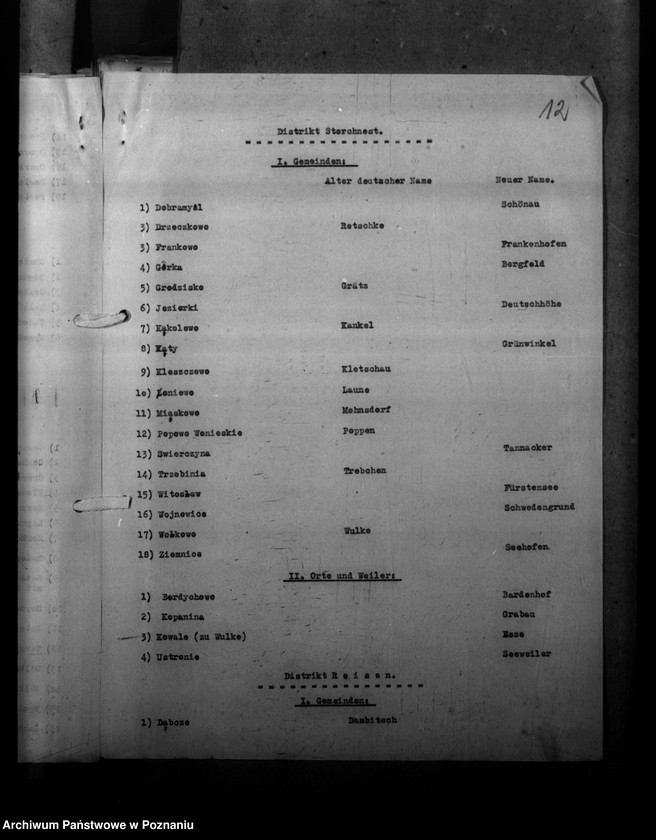 12
Distrikt Storchnest.
I. Gemeinden:
Alter deutscher Name Neuer Name.
1) Dobramyśl Schönau
3) Drzeczkowo Retschke
3) Frankowo Frankenhofen
4) Górka Bergfeld
5) Grodzisko Grätz
6) Jezierki Deutschhöhe
7) Kąkolewo Kankel
8) Kąty Grünwinkel
9) Kleszczewo Kletschau
10) Łoniewo Laune
11) Miąskowo Mohnsdorf
12) Popowo Wonieskie Poppen
13) Swierczyna Tannacker
14) Trzebinia Trebchen
15) Witosław Fürstensee
16) Wojnowice Schwedengrund
17) Wołkowo Wulke
18) Ziemnice Seehofen
II. Orte und Weiler:
1) Berdychowo Bardenhof
2) Kopanina Grabau
3) Kowale (zu Wulke) Esse
4) Ustronie Seeweiler
Distrikt Reisen.
I. Gemeinden:
1) Dąbcze Dambitsch
Archiwum Państwowe w Poznaniu